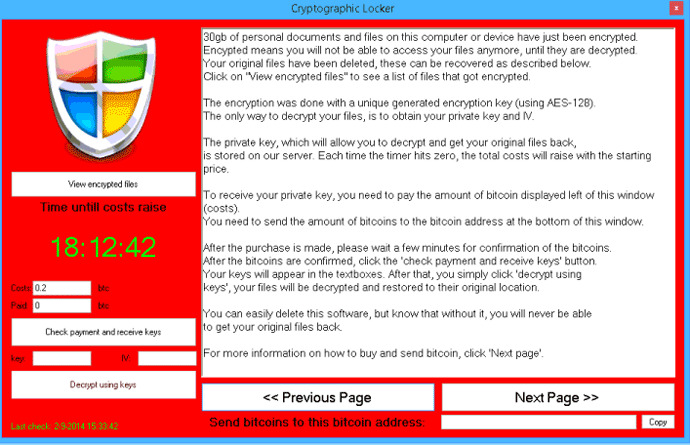 Cryptographic Locker
x
30gb of personal documents and files on this computer or device have just been encrypted.
Encypted means you will not be able to access your files anymore, until they are decrypted.
Your original files have been deleted, these can be recovered as described below.
Click on "View encrypted files" to see a list of files that got encrypted.
The encryption was done with a unique generated encryption key (using AES-128).
The only way to decrypt your files, is to obtain your private key and IV.
The private key, which will allow you to decrypt and get your original files back,
is stored on our server. Each time the timer hits zero, the total costs will raise with the starting
price.
To receive your private key, you need to pay the amount of bitcoin displayed left of this window
(costs).
You need to send the amount of bitcoins to the bitcoin address at the bottom of this window.
After the purchase is made, please wait a few minutes for confirmation of the bitcoins.
After the bitcoins are confirmed, click the 'check payment and receive keys' button.
Your keys will appear in the textboxes. After that, you simply click 'decrypt using
keys', your files will be decrypted and restored to their original location.
You can easily delete this software, but know that without it, you will never be able
to get your original files back.
For more information on how to buy and send bitcoin, click 'Next page'.
View encrypted files
Time untill costs raise
18:12:42
Costs: 0.2 btc
Paid: 0 btc
Check payment and receive keys
key: IV:
Decrypt using keys
Last check: 2-9-2014 15:33:42
<< Previous Page
Next Page >>
Send bitcoins to this bitcoin address:
Copy